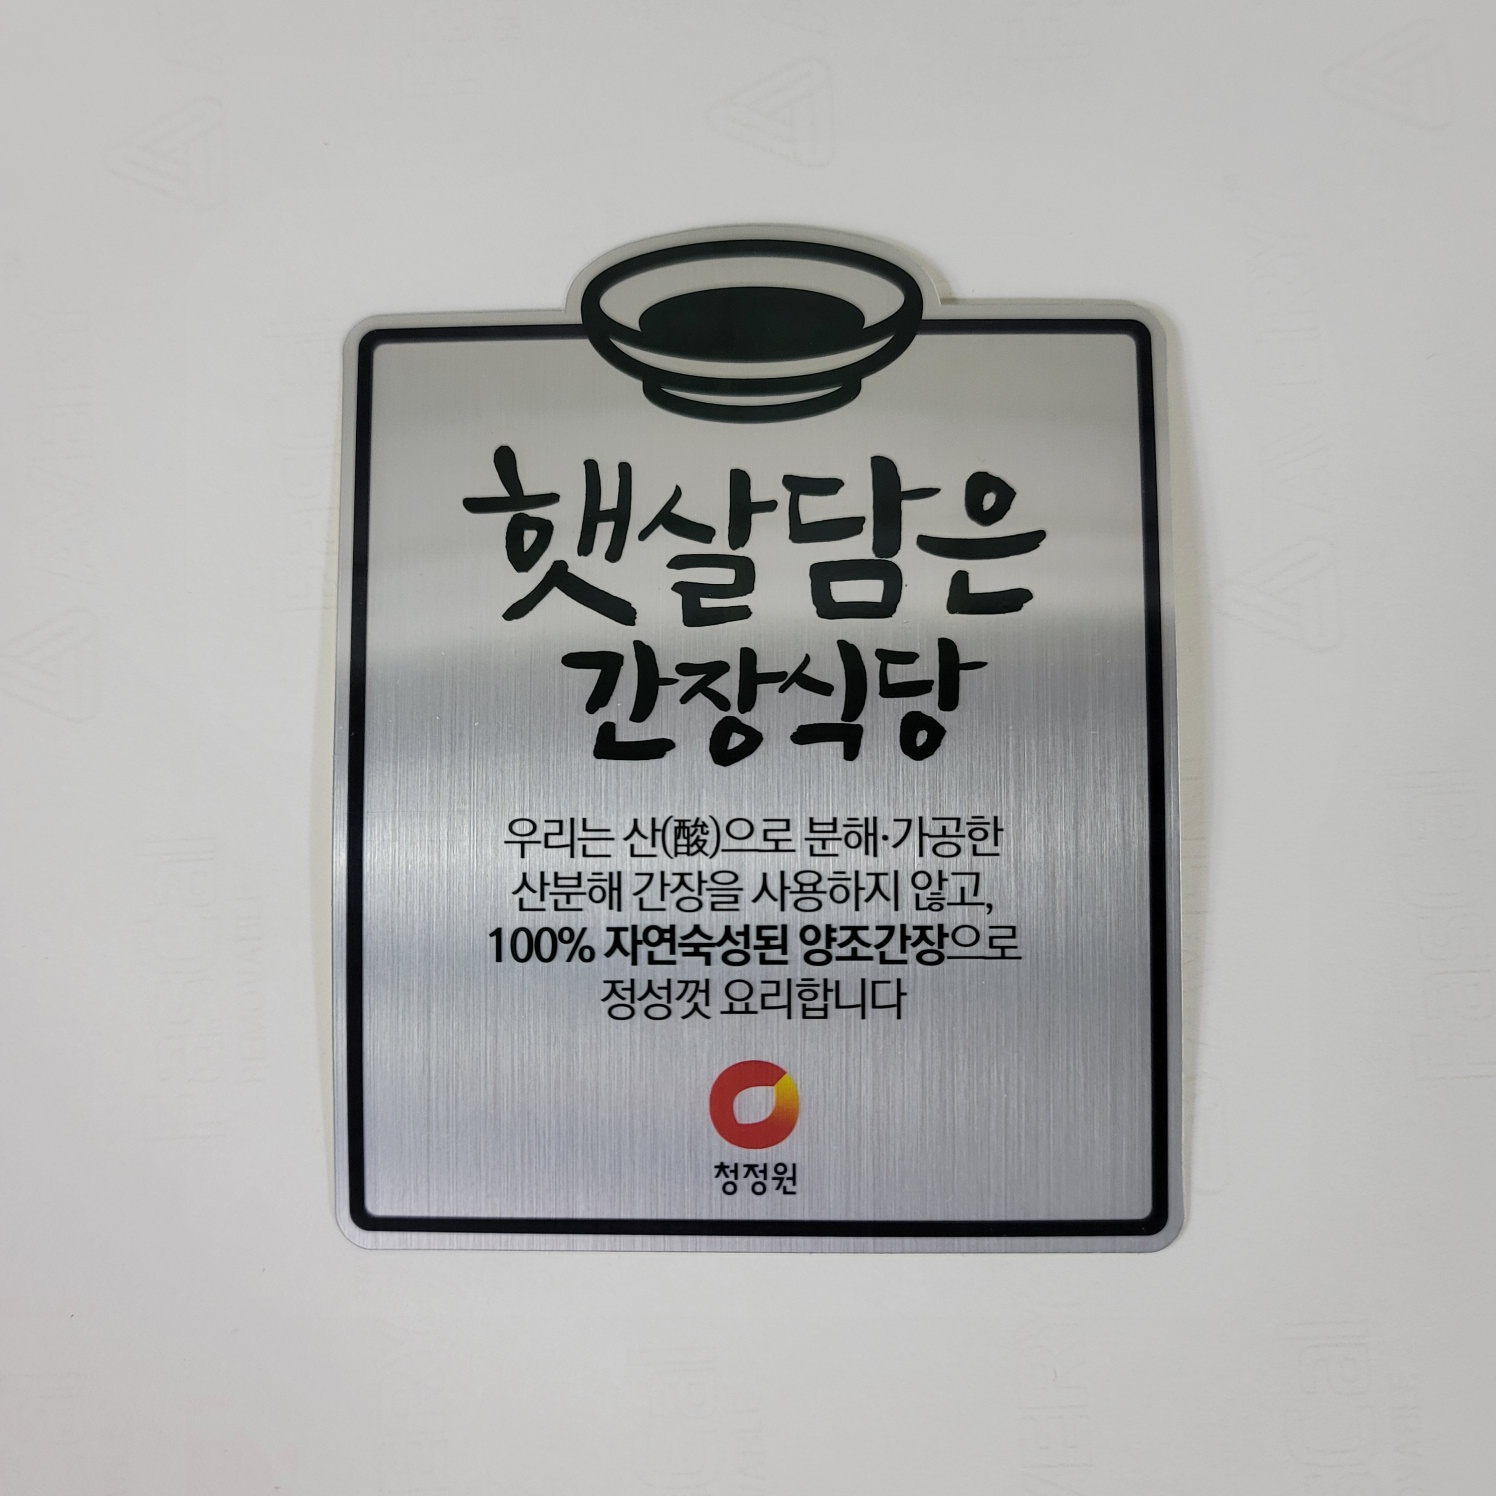 햇살담은
간장식당
우리는 산(酸)으로 분해·가공한
산분해 간장을 사용하지 않고,
100% 자연숙성된 양조간장으로
정성껏 요리합니다
청정원